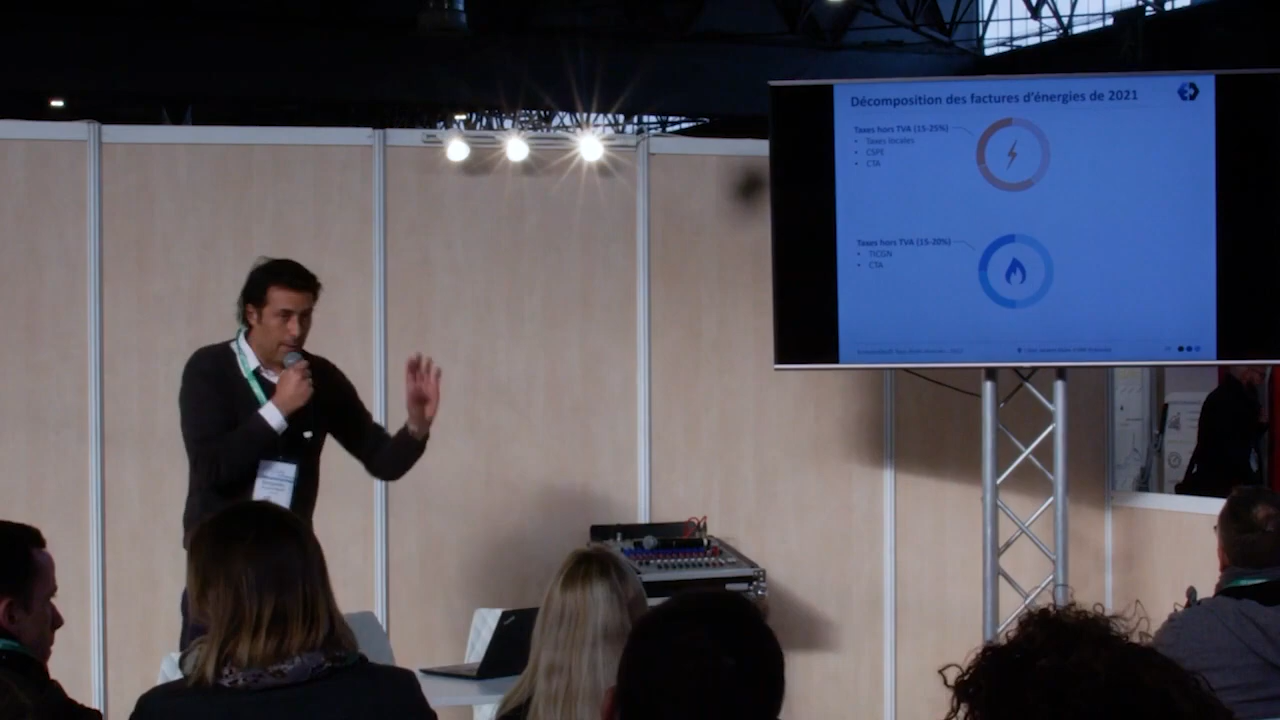 Décomposition des factures d'énergies de 2021
Taxes hors TVA (15-25%)
• Taxes locales
• CSPE
• CTA
Taxes hors TVA (15-20%)
• TICGN
• CTA